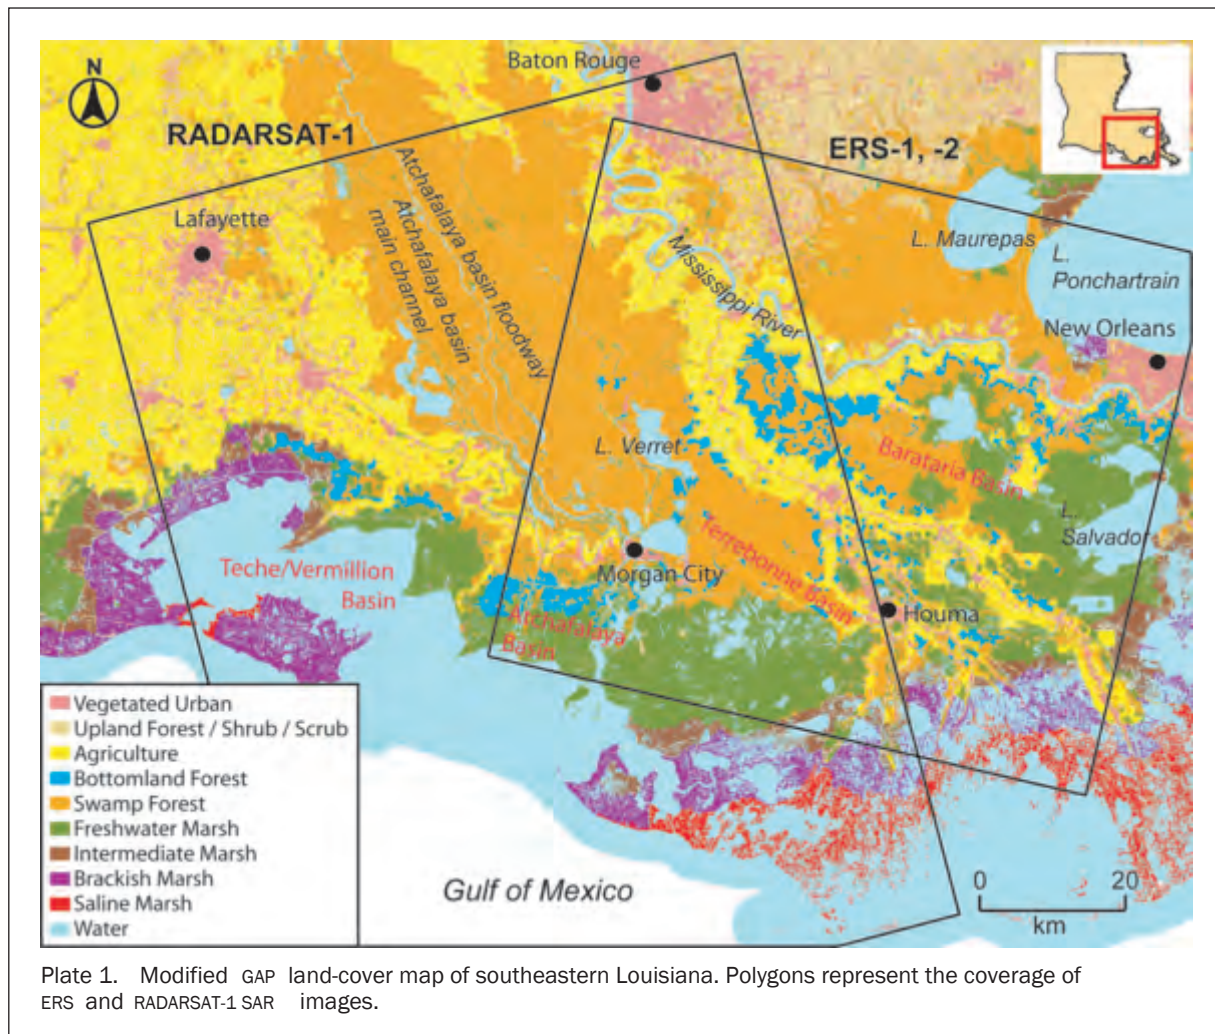 Baton Rouge
N
RADARSAT-1
ERS-1, -2
Atchafalaya basin floodway
Atchafalaya basin
main channel
Lafayette
L. Maurepas
L.
Ponchartrain
Mississippi River
New Orleans
L. Verret
Barataria Basin
L.
Salvador
Terrebonne Basin
Teche/Vermillion
Basin
Morgan City
Houma
Atchafalaya
Basin
Vegetated Urban
Upland Forest / Shrub / Scrub
Agriculture
Bottomland Forest
Swamp Forest
Freshwater Marsh
Intermediate Marsh
Brackish Marsh
Saline Marsh
Water
Gulf of Mexico
0 20
km
Plate 1. Modified GAP land-cover map of southeastern Louisiana. Polygons represent the coverage of
ERS and RADARSAT-1 SAR images.